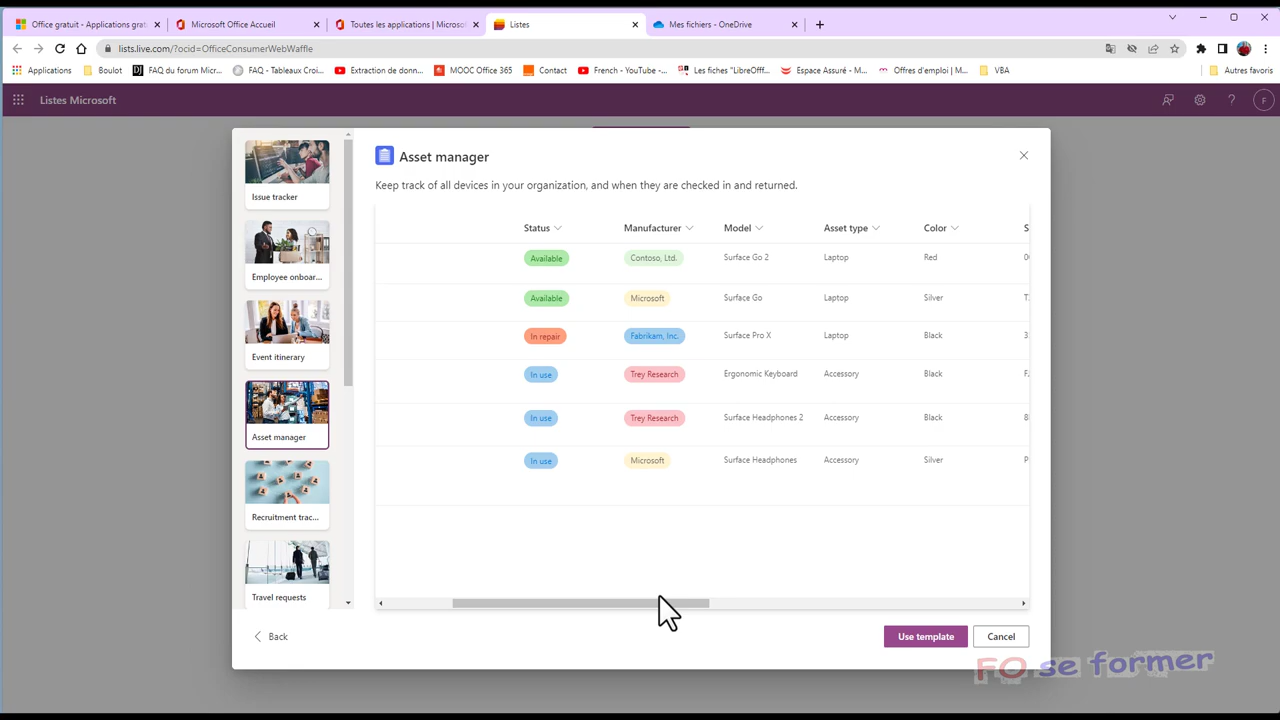 Office gratuit - Applications grat
Microsoft Office Accueil
Toutes les applications | Microso
Listes
Mes fichiers - OneDrive
lists.live.com/?ocid=OfficeConsumerWebWaffle
Applications
Boulot
FAQ du forum Micr...
FAQ - Tableaux Croi...
Extraction de donn...
MOOC Office 365
Contact
French - YouTube -...
Les fiches "LibreOfff...
Espace Assuré - M...
Offres d'emploi | M...
VBA
Autres favoris
Listes Microsoft
F
Issue tracker
Employee onboar...
Event itinerary
Asset manager
Recruitment trac...
Travel requests
Asset manager
Keep track of all devices in your organization, and when they are checked in and returned.
Status Manufacturer Model Asset type Color S
Available Contoso, Ltd. Surface Go 2 Laptop Red
Available Microsoft Surface Go Laptop Silver
In repair Fabrikam, Inc. Surface Pro X Laptop Black 3
In use Trey Research Ergonomic Keyboard Accessory Black
In use Trey Research Surface Headphones 2 Accessory Black
In use Microsoft Surface Headphones Accessory Silver P
Back
Use template
Cancel
FO se former